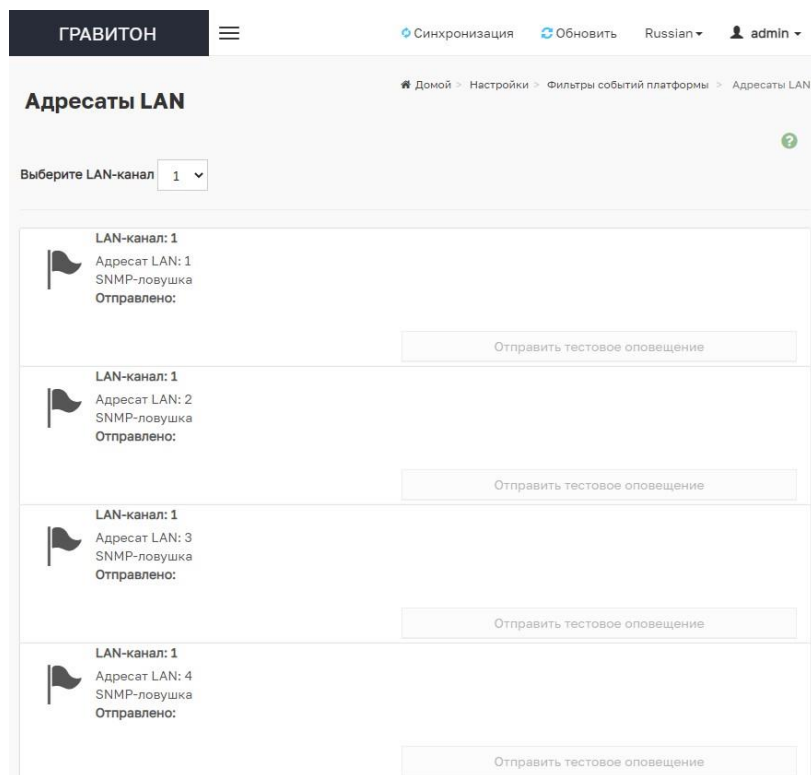 ГРАВИТОН
Синхронизация Обновить Russian admin
Адресаты LAN
Домой > Настройки > Фильтры событий платформы > Адресаты LAN
Выберите LAN-канал 1
LAN-канал: 1
Адресат LAN: 1
SNMP-ловушка
Отправлено:
Отправить тестовое оповещение
LAN-канал: 1
Адресат LAN: 2
SNMP-ловушка
Отправлено:
Отправить тестовое оповещение
LAN-канал: 1
Адресат LAN: 3
SNMP-ловушка
Отправлено:
Отправить тестовое оповещение
LAN-канал: 1
Адресат LAN: 4
SNMP-ловушка
Отправлено:
Отправить тестовое оповещение